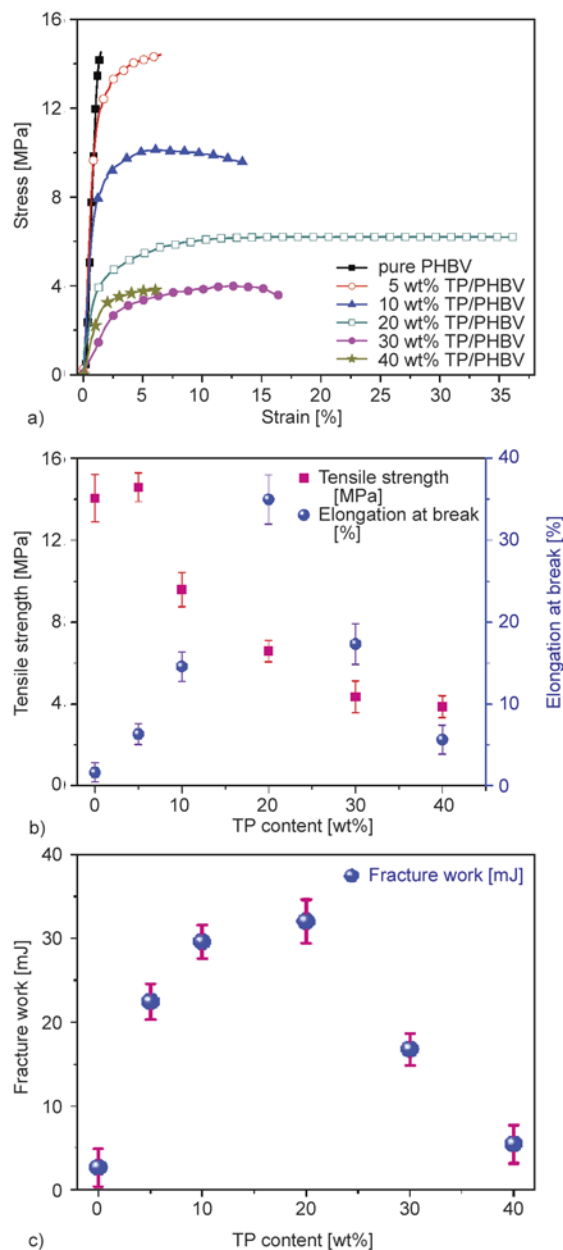 16
12
8
4
0
Stress [MPa]
pure PHBV
5 wt% TP/PHBV
10 wt% TP/PHBV
20 wt% TP/PHBV
30 wt% TP/PHBV
40 wt% TP/PHBV
0 5 10 15 20 25 30 35
a) Strain [%]
16
12
8
4
0
Tensile strength [MPa]
Tensile strength
[MPa]
Elongation at break
[%]
40
30
20
10
0
Elongation at break [%]
0 10 20 30 40
b) TP content [wt%]
40
30
20
10
0
Fracture work [mJ]
Fracture work [mJ]
0 10 20 30 40
c) TP content [wt%]